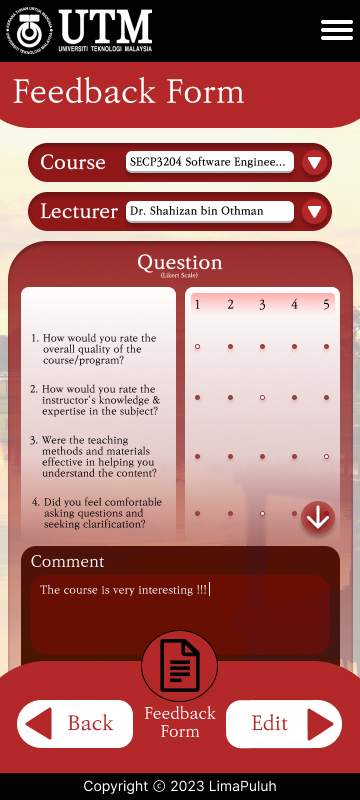 UTM
UNIVERSITI TEKNOLOGI MALAYSIA
Feedback Form
Course
SECP3204 Software Enginee...
Lecturer
Dr. Shahizan bin Othman
Question
(Likert Scale)
1 2 3 4 5
1. How would you rate the
overall quality of the
course/program?
2. How would you rate the
instructor's knowledge &
expertise in the subject?
3. Were the teaching
methods and materials
effective in helping you
understand the content?
4. Did you feel comfortable
asking questions and
seeking clarification?
Comment
The course is very interesting !!!
Back
Feedback
Form
Edit
Copyright © 2023 LimaPuluh